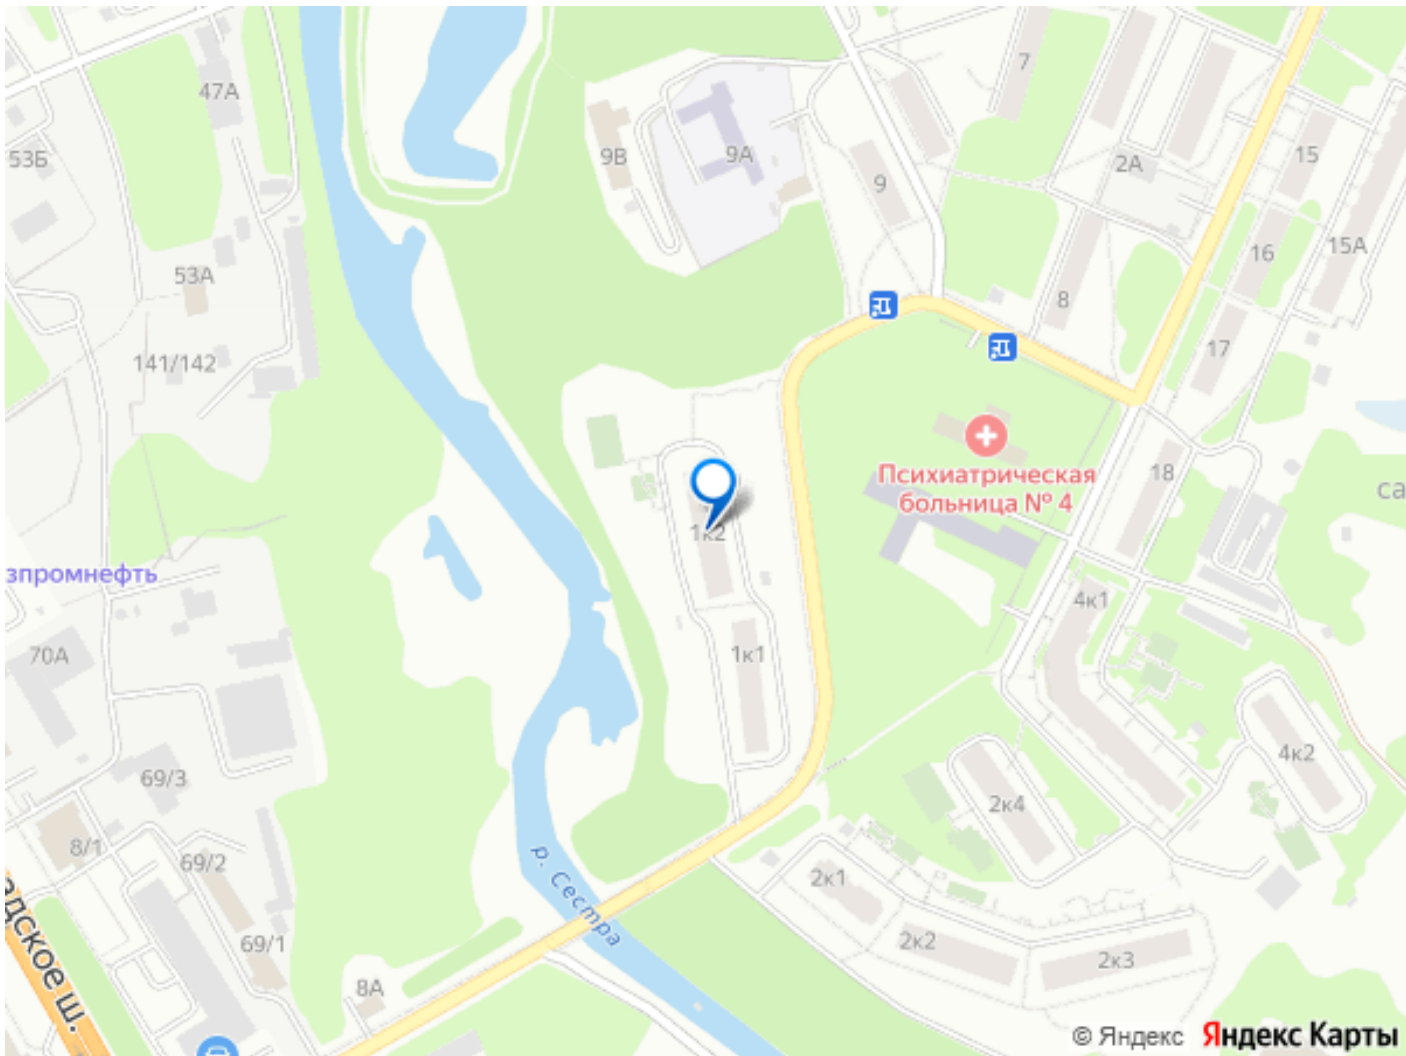 47А
7
53Б
9В
9А
15
2А
9
15А
16
53А
8
17
141/142
Психиатрическая
больница № 4
18
са
1к2
зпромнефть
4к1
70А
1к1
4к2
69/3
2к4
8/1
69/2
2к1
р. Сестра
адское ш.
69/1
2к2
2к3
8А
© Яндекс Яндекс Карты